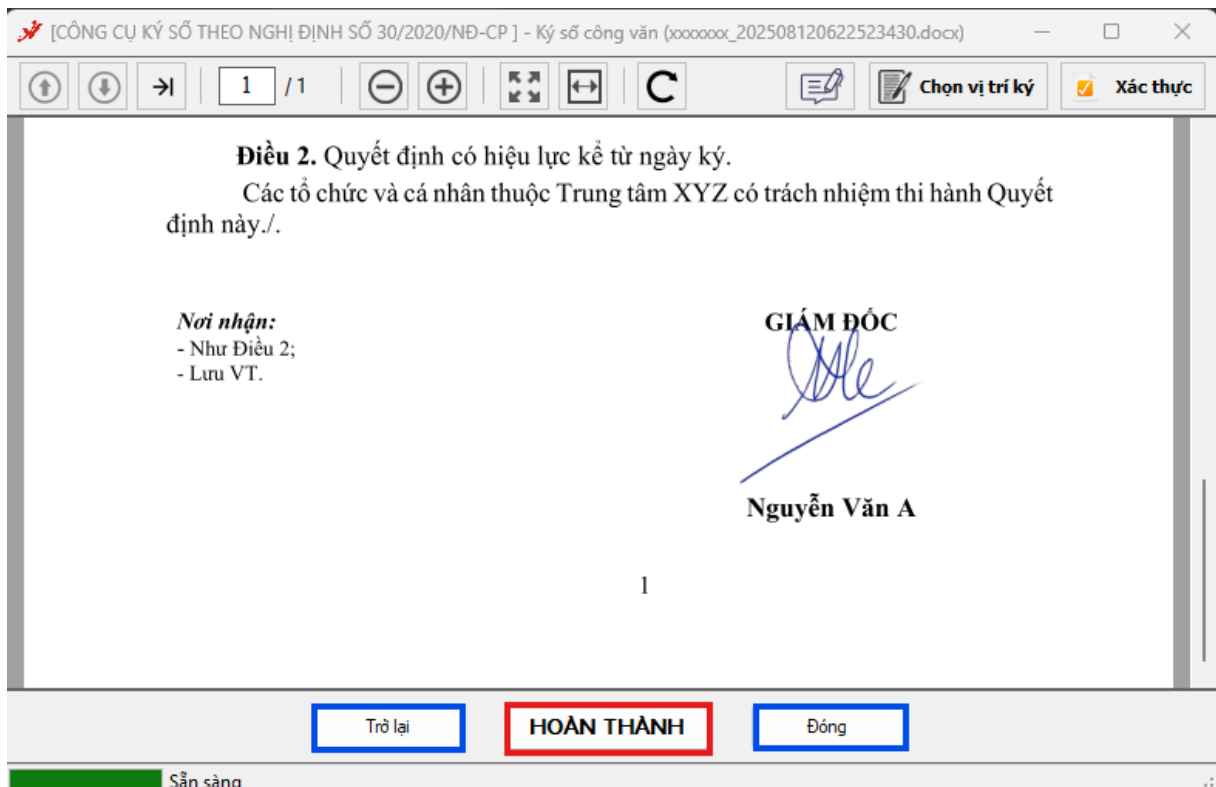 [CÔNG CỤ KÝ SỐ THEO NGHỊ ĐỊNH SỐ 30/2020/NĐ-CP ] - Ký số công văn (xxxxxxx_202508120622523430.docx)
1 / 1
Chọn vị trí ký
Xác thực
Điều 2. Quyết định có hiệu lực kể từ ngày ký.
Các tổ chức và cá nhân thuộc Trung tâm XYZ có trách nhiệm thi hành Quyết
định này./.
Nơi nhận:
- Như Điều 2;
- Lưu VT.
GIÁM ĐỐC
Nguyễn Văn A
1
Trở lại
HOÀN THÀNH
Đóng
Sẵn sàng